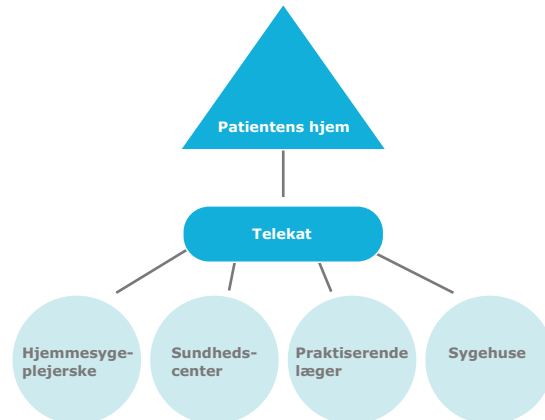 Patientens hjem
Telekat
Hjemmesyge-
plejerske
Sundheds-
center
Praktiserende
læger
Sygehuse